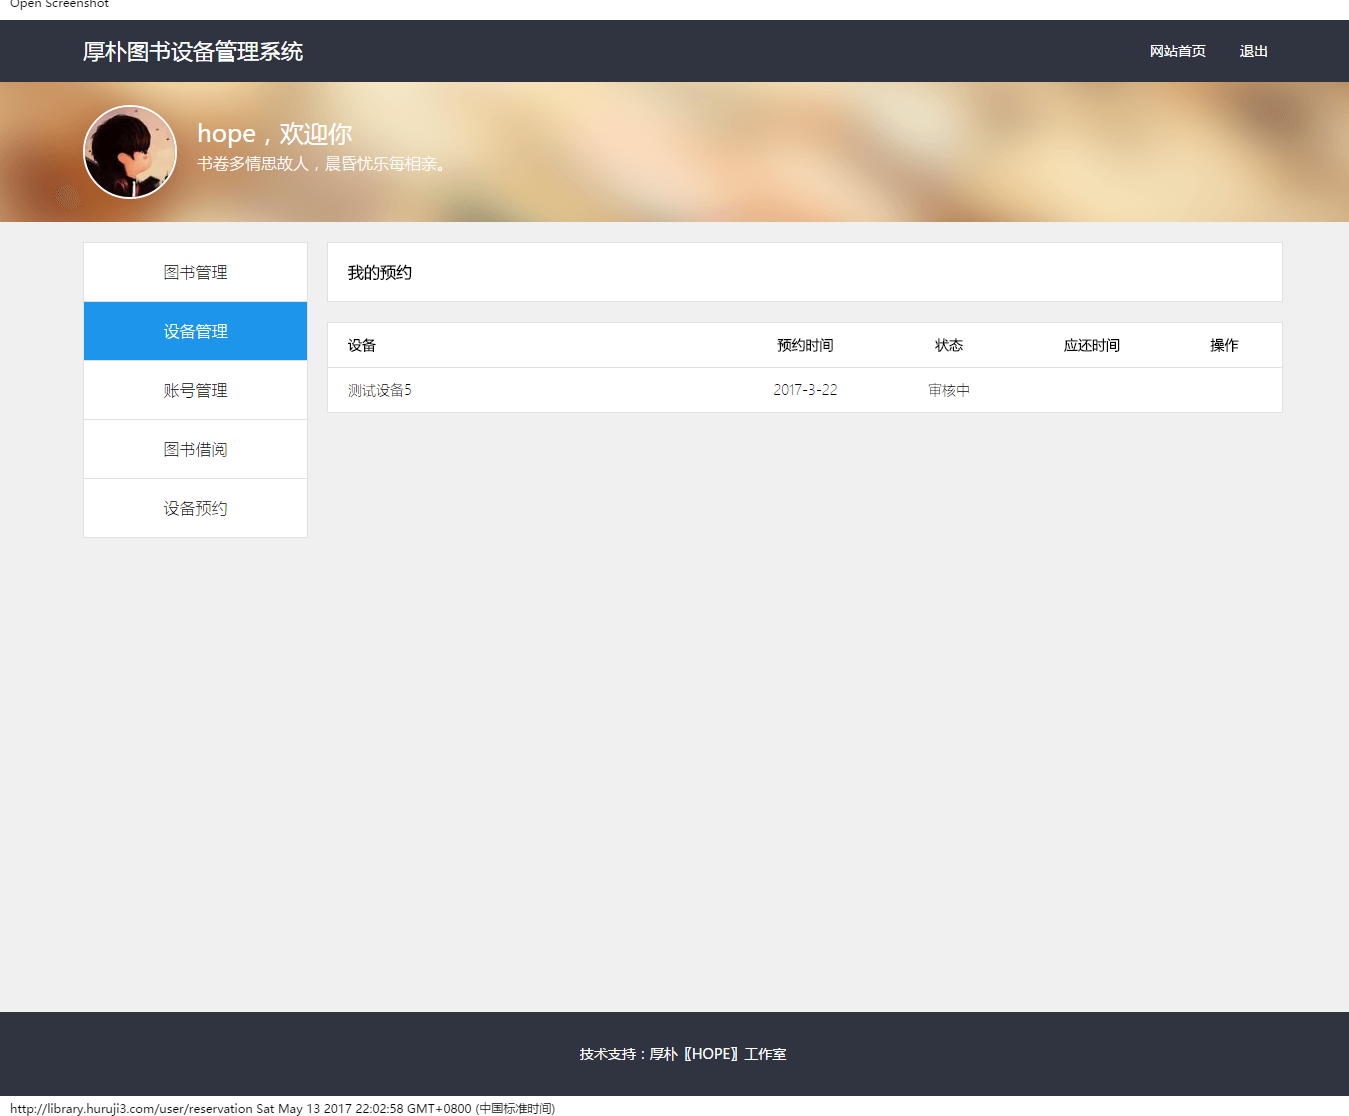 Open Screenshot
厚朴图书设备管理系统 网站首页 退出
hope，欢迎你
书卷多情思故人，晨昏忧乐每相亲。
图书管理
设备管理
账号管理
图书借阅
设备预约
我的预约
设备 预约时间 状态 应还时间 操作
测试设备5 2017-3-22 审核中
技术支持：厚朴〖HOPE〗工作室
http://library.huruji3.com/user/reservation Sat May 13 2017 22:02:58 GMT+0800 (中国标准时间)